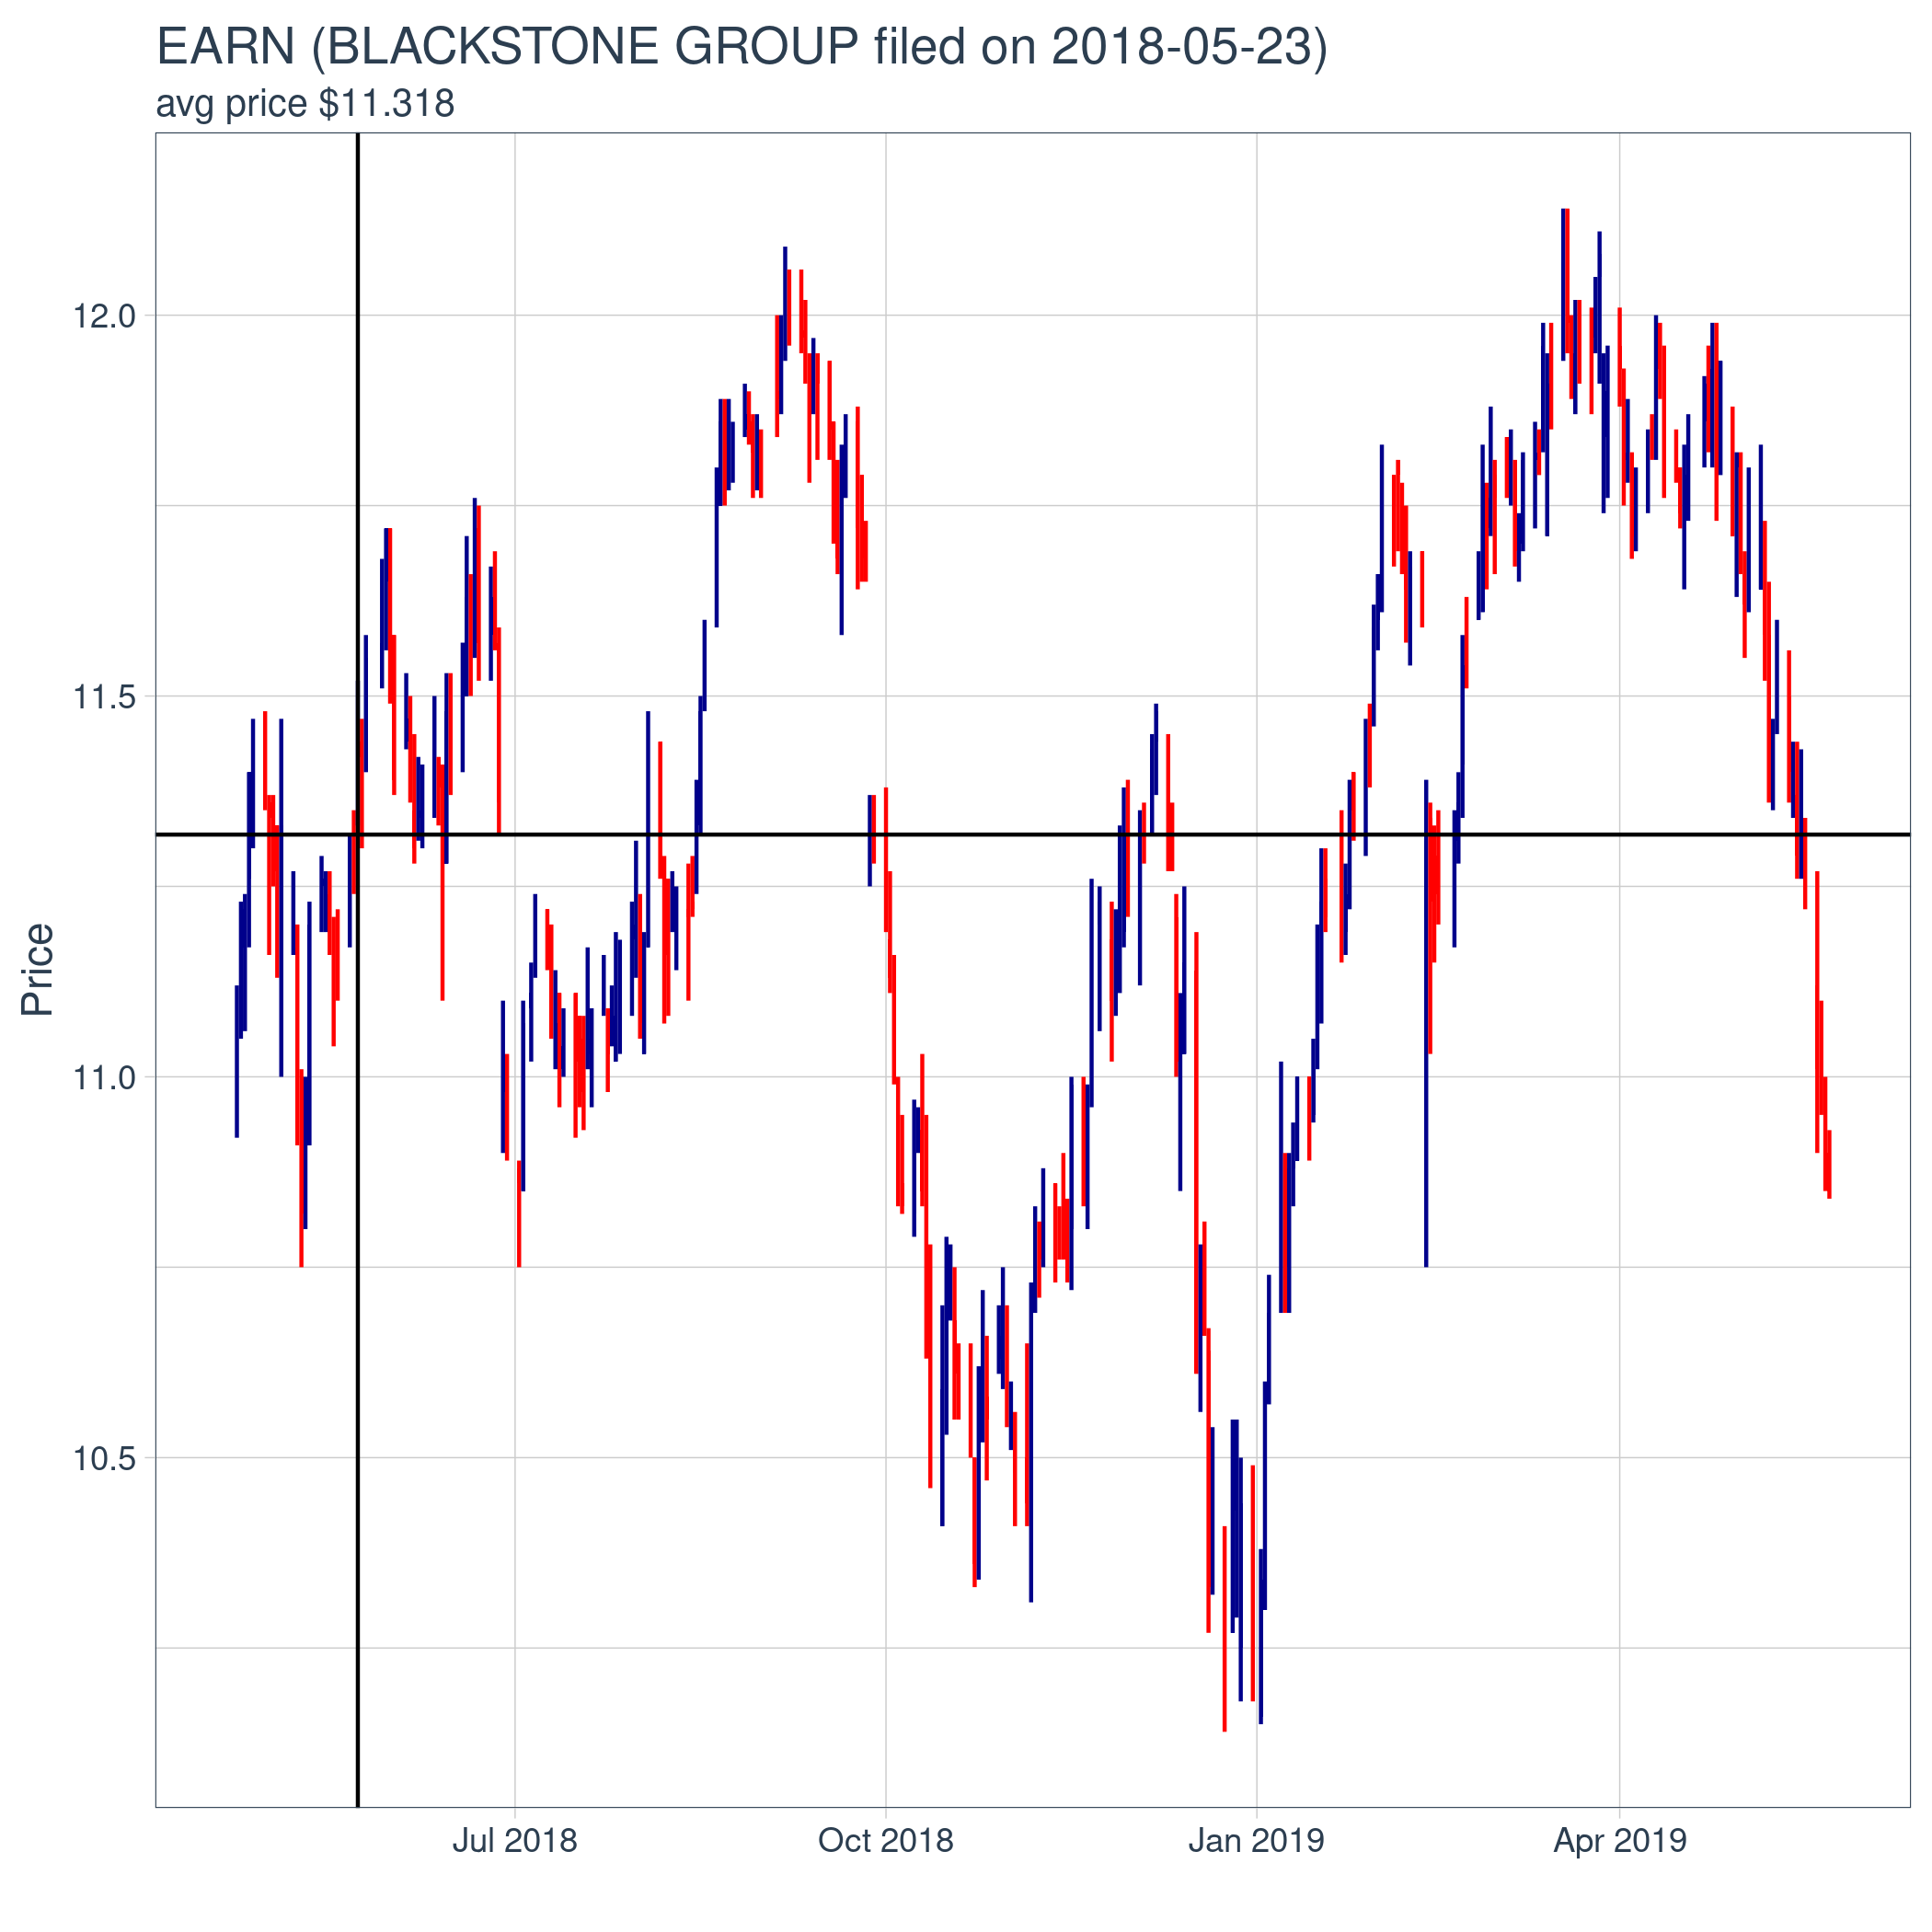 EARN (BLACKSTONE GROUP filed on 2018-05-23)
avg price $11.318
Price
12.0
11.5
11.0
10.5
Jul 2018 Oct 2018 Jan 2019 Apr 2019